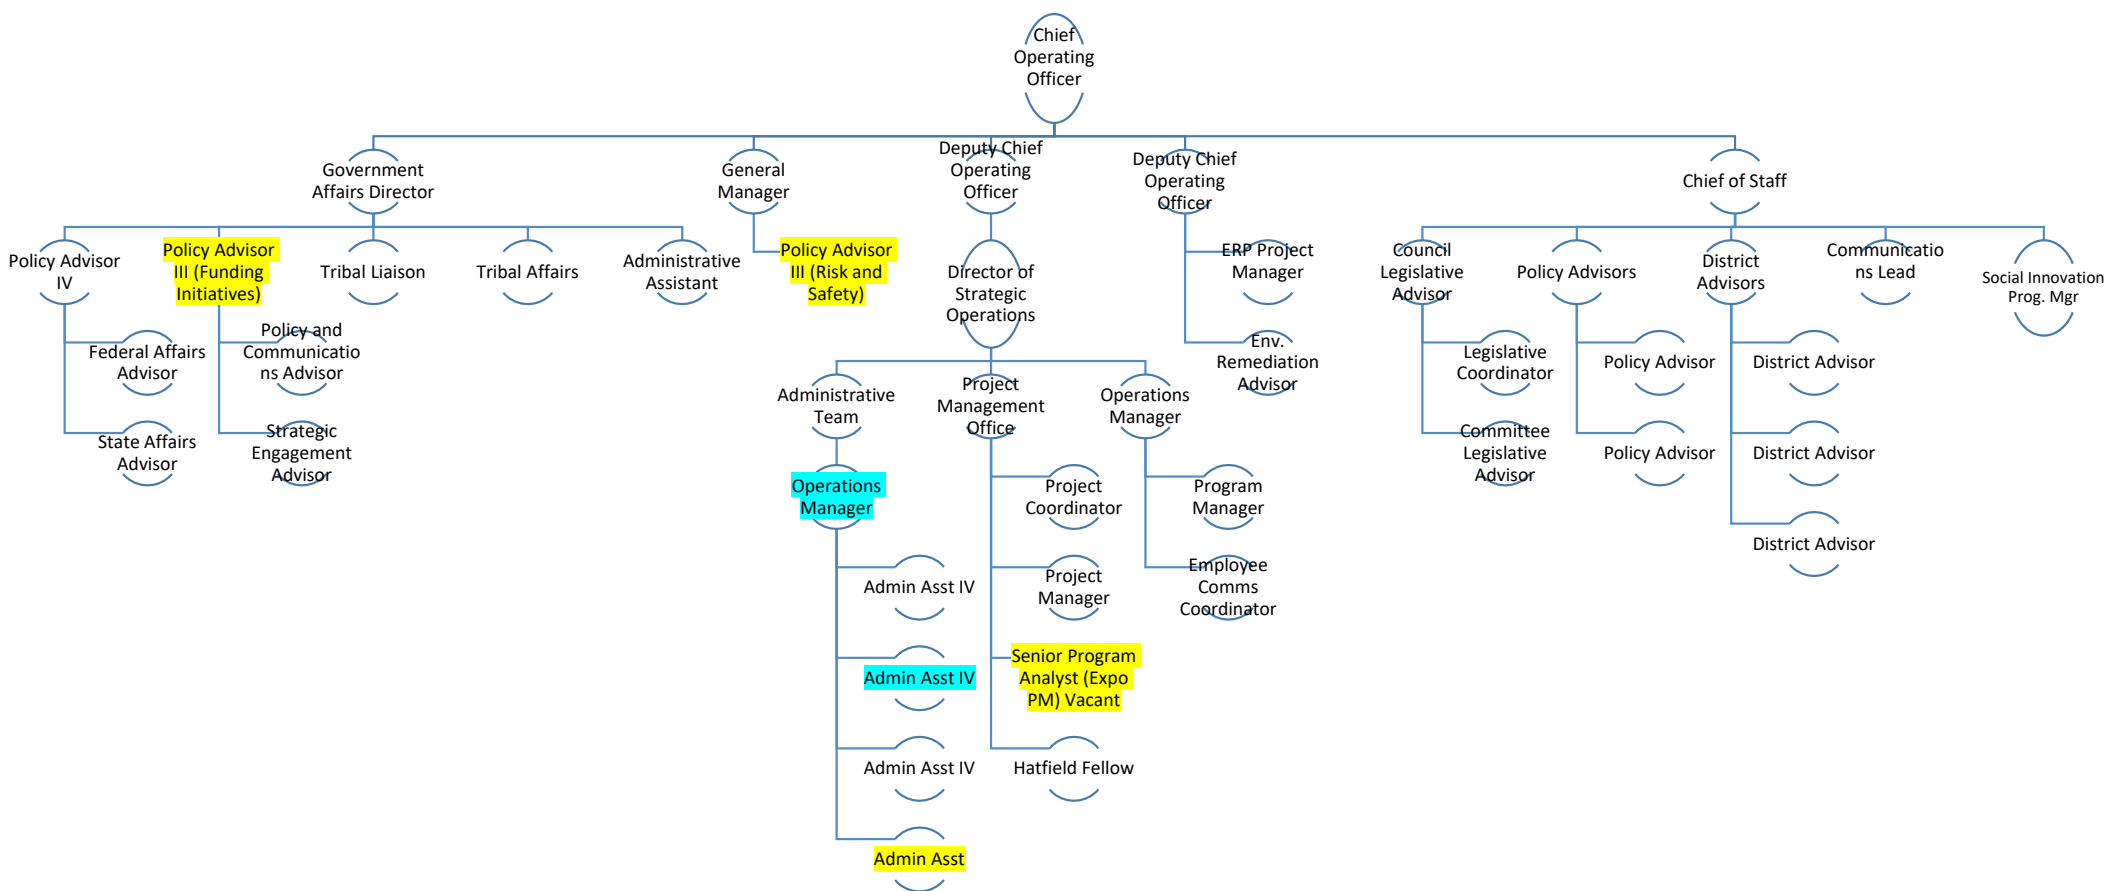 Chief
Operating
Officer
Government
Affairs Director
General
Manager
Deputy Chief
Operating
Officer
Deputy Chief
Operating
Officer
Chief of Staff
Policy Advisor
IV
Policy Advisor
III (Funding
Initiatives)
Tribal Liaison
Tribal Affairs
Administrative
Assistant
Policy Advisor
III (Risk and
Safety)
Director of
Strategic
Operations
ERP Project
Manager
Council
Legislative
Advisor
Policy Advisors
District
Advisors
Communicatio
ns Lead
Social Innovation
Prog. Mgr
Federal Affairs
Advisor
Policy and
Communicatio
ns Advisor
Env.
Remediation
Advisor
Legislative
Coordinator
Policy Advisor
District Advisor
Administrative
Team
Project
Management
Office
Operations
Manager
State Affairs
Advisor
Strategic
Engagement
Advisor
Committee
Legislative
Advisor
Policy Advisor
District Advisor
Operations
Manager
Project
Coordinator
Program
Manager
District Advisor
Admin Asst IV
Project
Manager
Employee
Comms
Coordinator
Admin Asst IV
Senior Program
Analyst (Expo
PM) Vacant
Admin Asst IV
Hatfield Fellow
Admin Asst